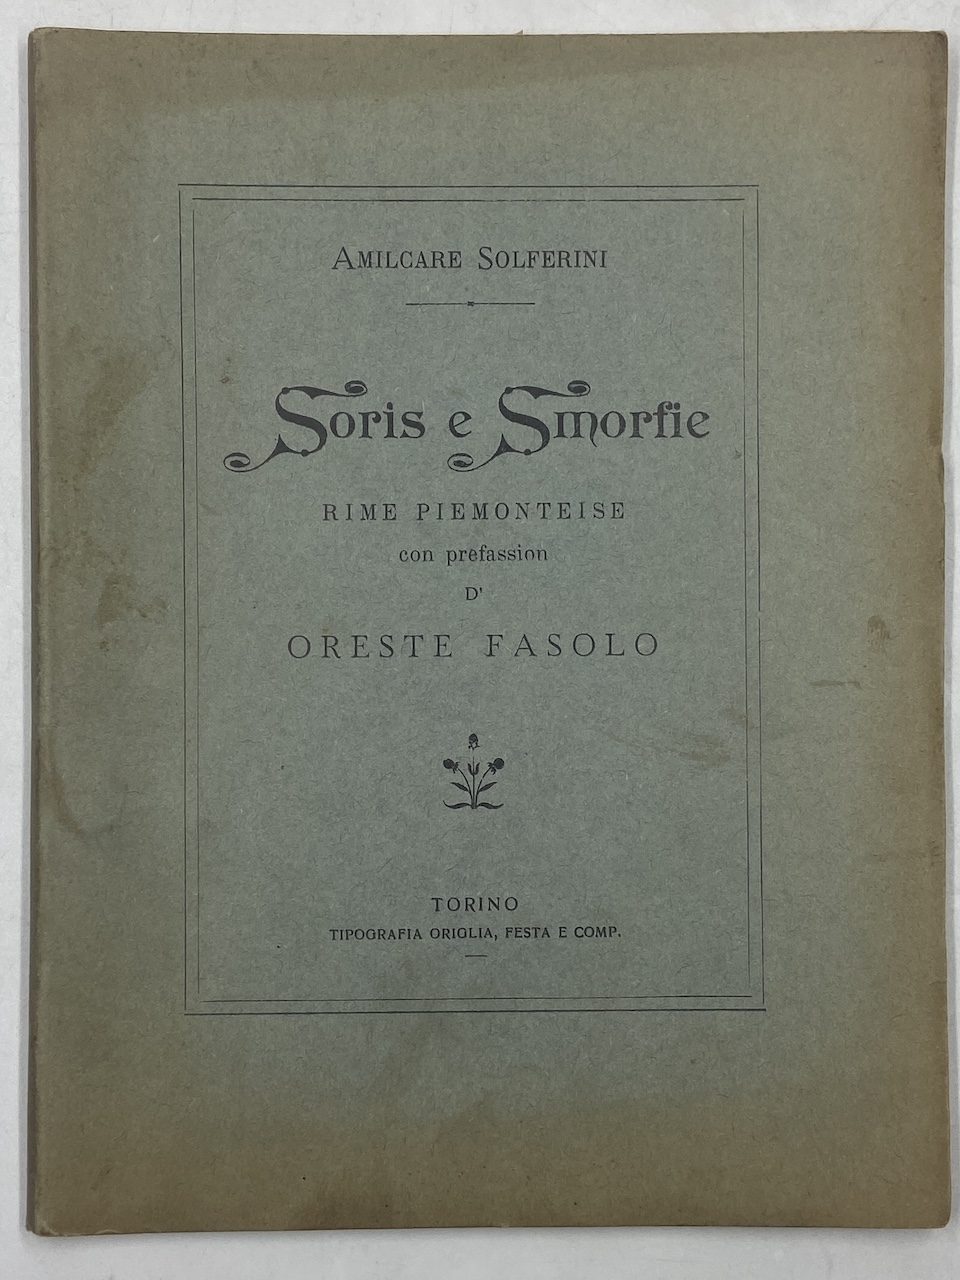 AMILCARE SOLFERINI
Soris e Smorfie
RIME PIEMONTEISE
con prefassion
D'
ORESTE FASOLO
TORINO
TIPOGRAFIA ORIGLIA, FESTA E COMP.